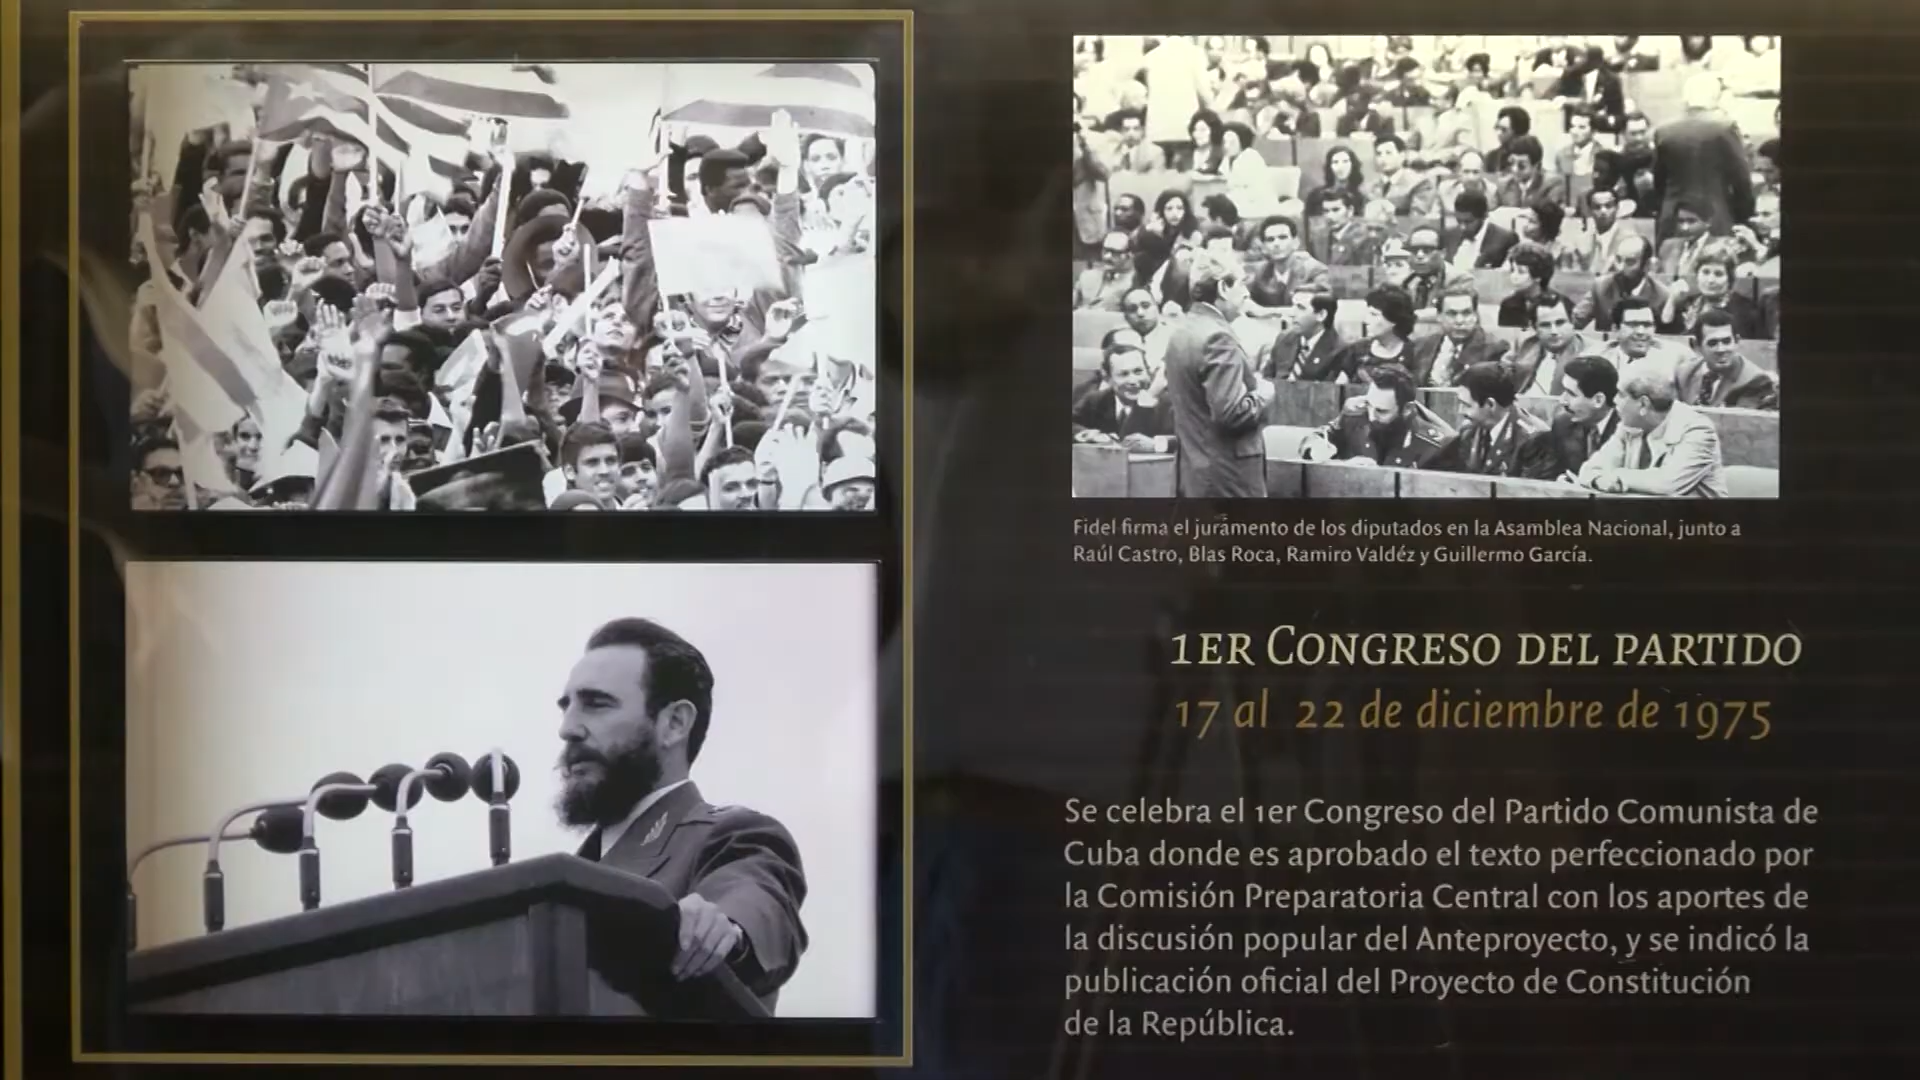 Fidel firma el juramento de los diputados en la Asamblea Nacional, junto a
Raúl Castro, Blas Roca, Ramiro Valdéz y Guillermo García.
1ER CONGRESO DEL PARTIDO
17 al 22 de diciembre de 1975
Se celebra el 1er Congreso del Partido Comunista de
Cuba donde es aprobado el texto perfeccionado por
la Comisión Preparatoria Central con los aportes de
la discusión popular del Anteproyecto, y se indicó la
publicación oficial del Proyecto de Constitución
de la República.